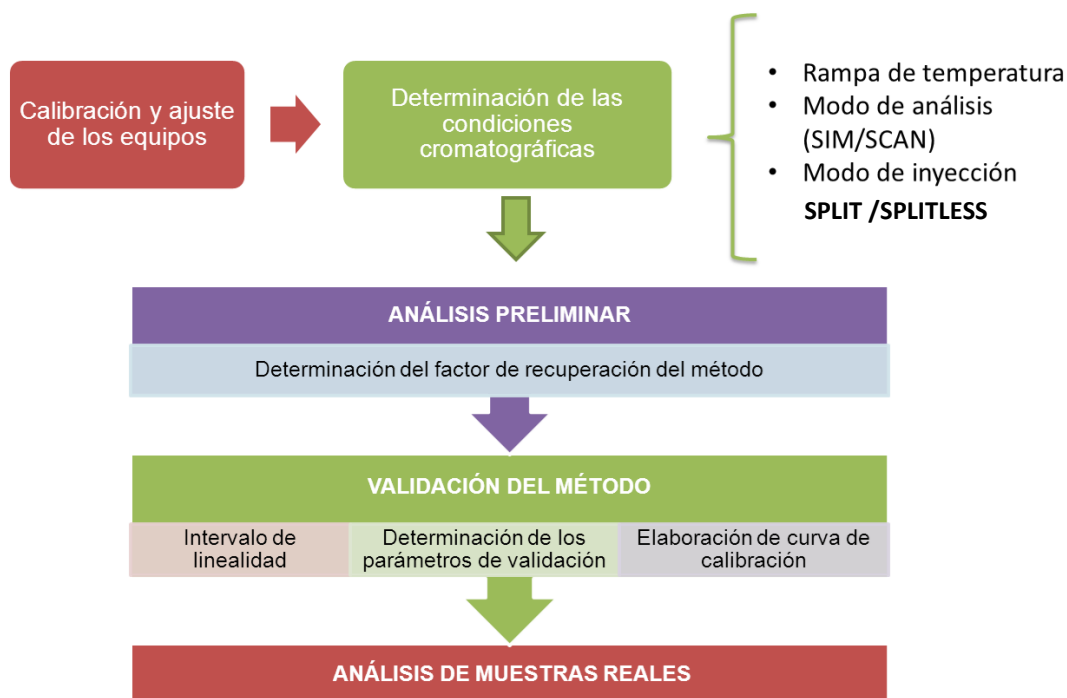 Calibración y ajuste
de los equipos
Determinación de las
condiciones
cromatográficas
• Rampa de temperatura
• Modo de análisis
(SIM/SCAN)
• Modo de inyección
SPLIT /SPLITLESS
ANÁLISIS PRELIMINAR
Determinación del factor de recuperación del método
VALIDACIÓN DEL MÉTODO
Intervalo de
linealidad
Determinación de los
parámetros de validación
Elaboración de curva de
calibración
ANÁLISIS DE MUESTRAS REALES